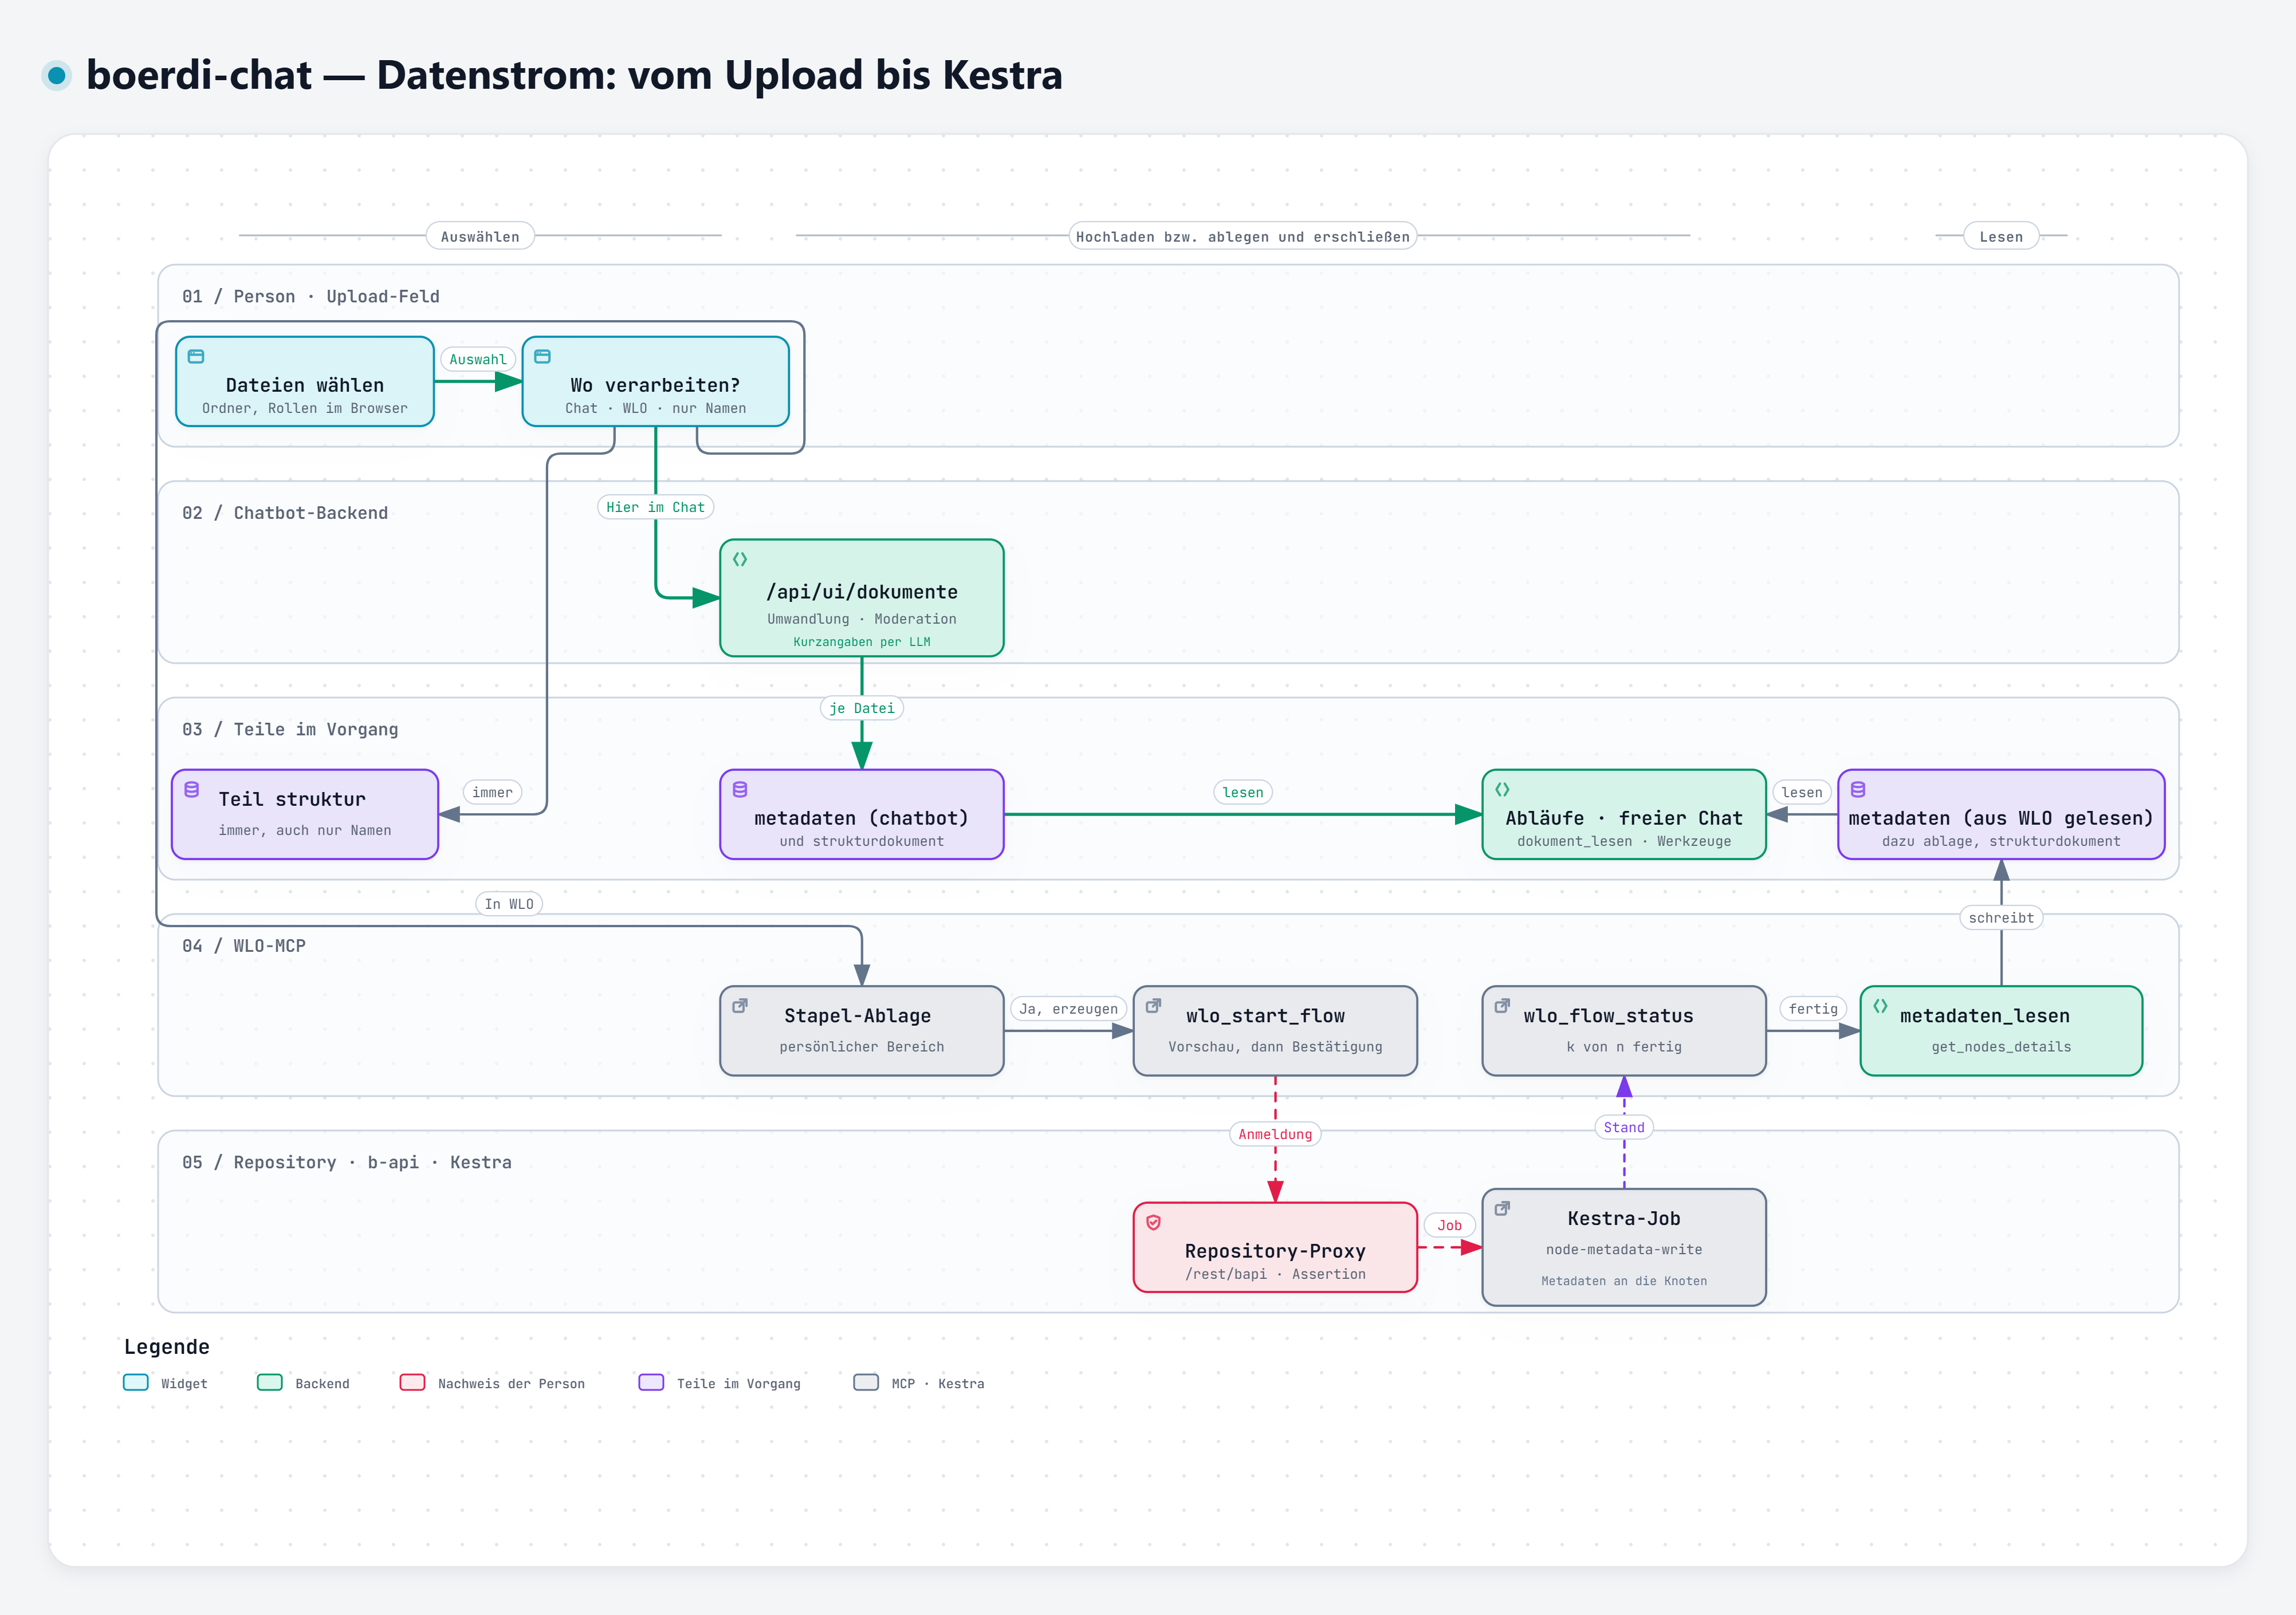 boerdi-chat — Datenstrom: vom Upload bis Kestra
Auswählen
Hochladen bzw. ablegen und erschließen
Lesen
01 / Person · Upload-Feld
Dateien wählen
Ordner, Rollen im Browser
Auswahl
Wo verarbeiten?
Chat · WLO · nur Namen
02 / Chatbot-Backend
Hier im Chat
/api/ui/dokumente
Umwandlung · Moderation
Kurzangaben per LLM
je Datei
03 / Teile im Vorgang
Teil struktur
immer, auch nur Namen
immer
metadaten (chatbot)
und strukturdokument
lesen
Abläufe · freier Chat
dokument_lesen · Werkzeuge
lesen
metadaten (aus WLO gelesen)
dazu ablage, strukturdokument
In WLO
schreibt
04 / WLO-MCP
Stapel-Ablage
persönlicher Bereich
Ja, erzeugen
wlo_start_flow
Vorschau, dann Bestätigung
wlo_flow_status
k von n fertig
fertig
metadaten_lesen
get_nodes_details
Anmeldung
Stand
05 / Repository · b-api · Kestra
Repository-Proxy
/rest/bapi · Assertion
Job
Kestra-Job
node-metadata-write
Metadaten an die Knoten
Legende
Widget
Backend
Nachweis der Person
Teile im Vorgang
MCP · Kestra